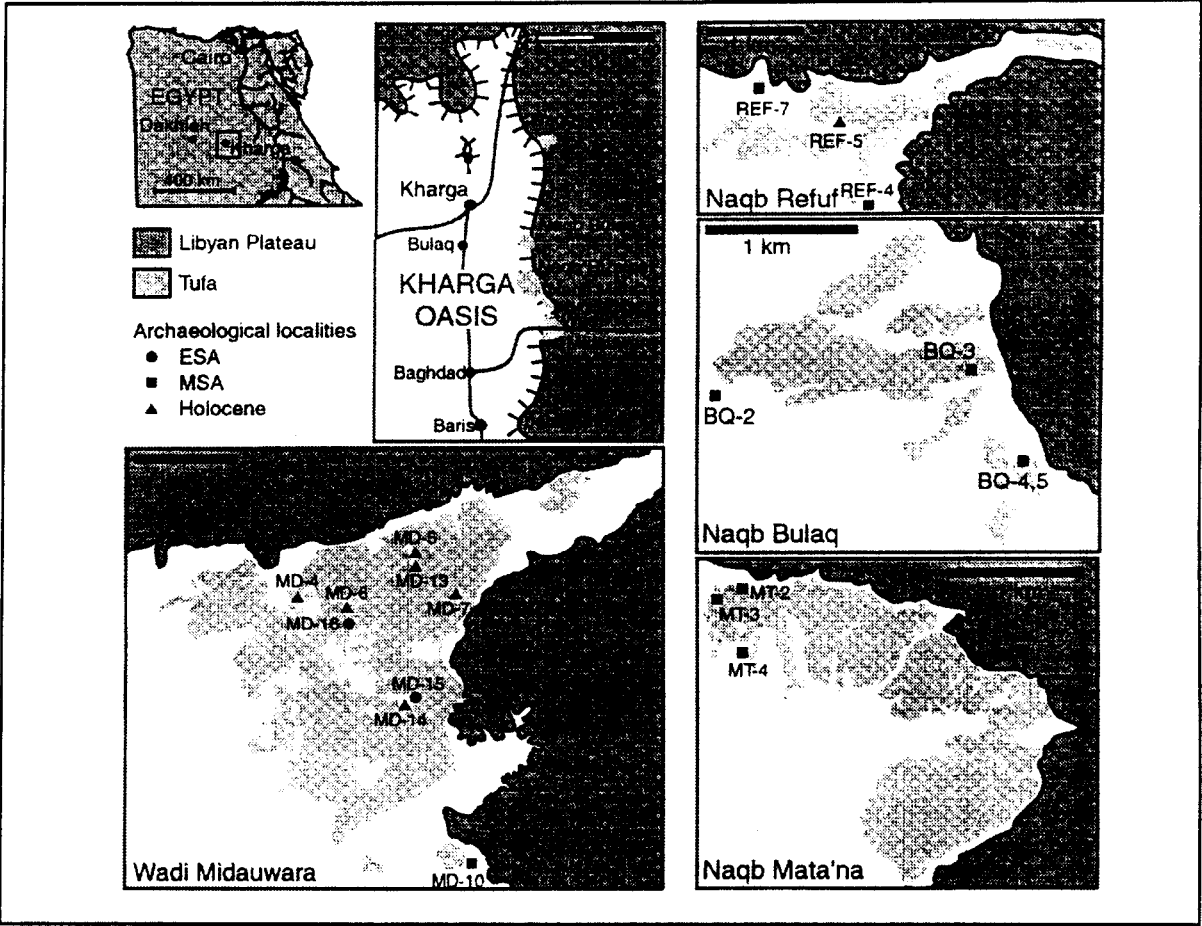 Cairo
EGYPT
Dakhleh
Kharga
400 km
Libyan Plateau
Tufa
Archaeological localities
ESA
MSA
Holocene
Kharga
Bulaq
KHARGA
OASIS
Baghdad
Baris
REF-7
REF-5
REF-4
Naqb Refuf
1 km
BQ-3
BQ-2
BQ-4,5
Naqb Bulaq
MD-4
MD-6
MD-13
MD-7
MD-16
MD-15
MD-14
MD-10
Wadi Midauwara
MT-2
MT-3
MT-4
Naqb Mata'na